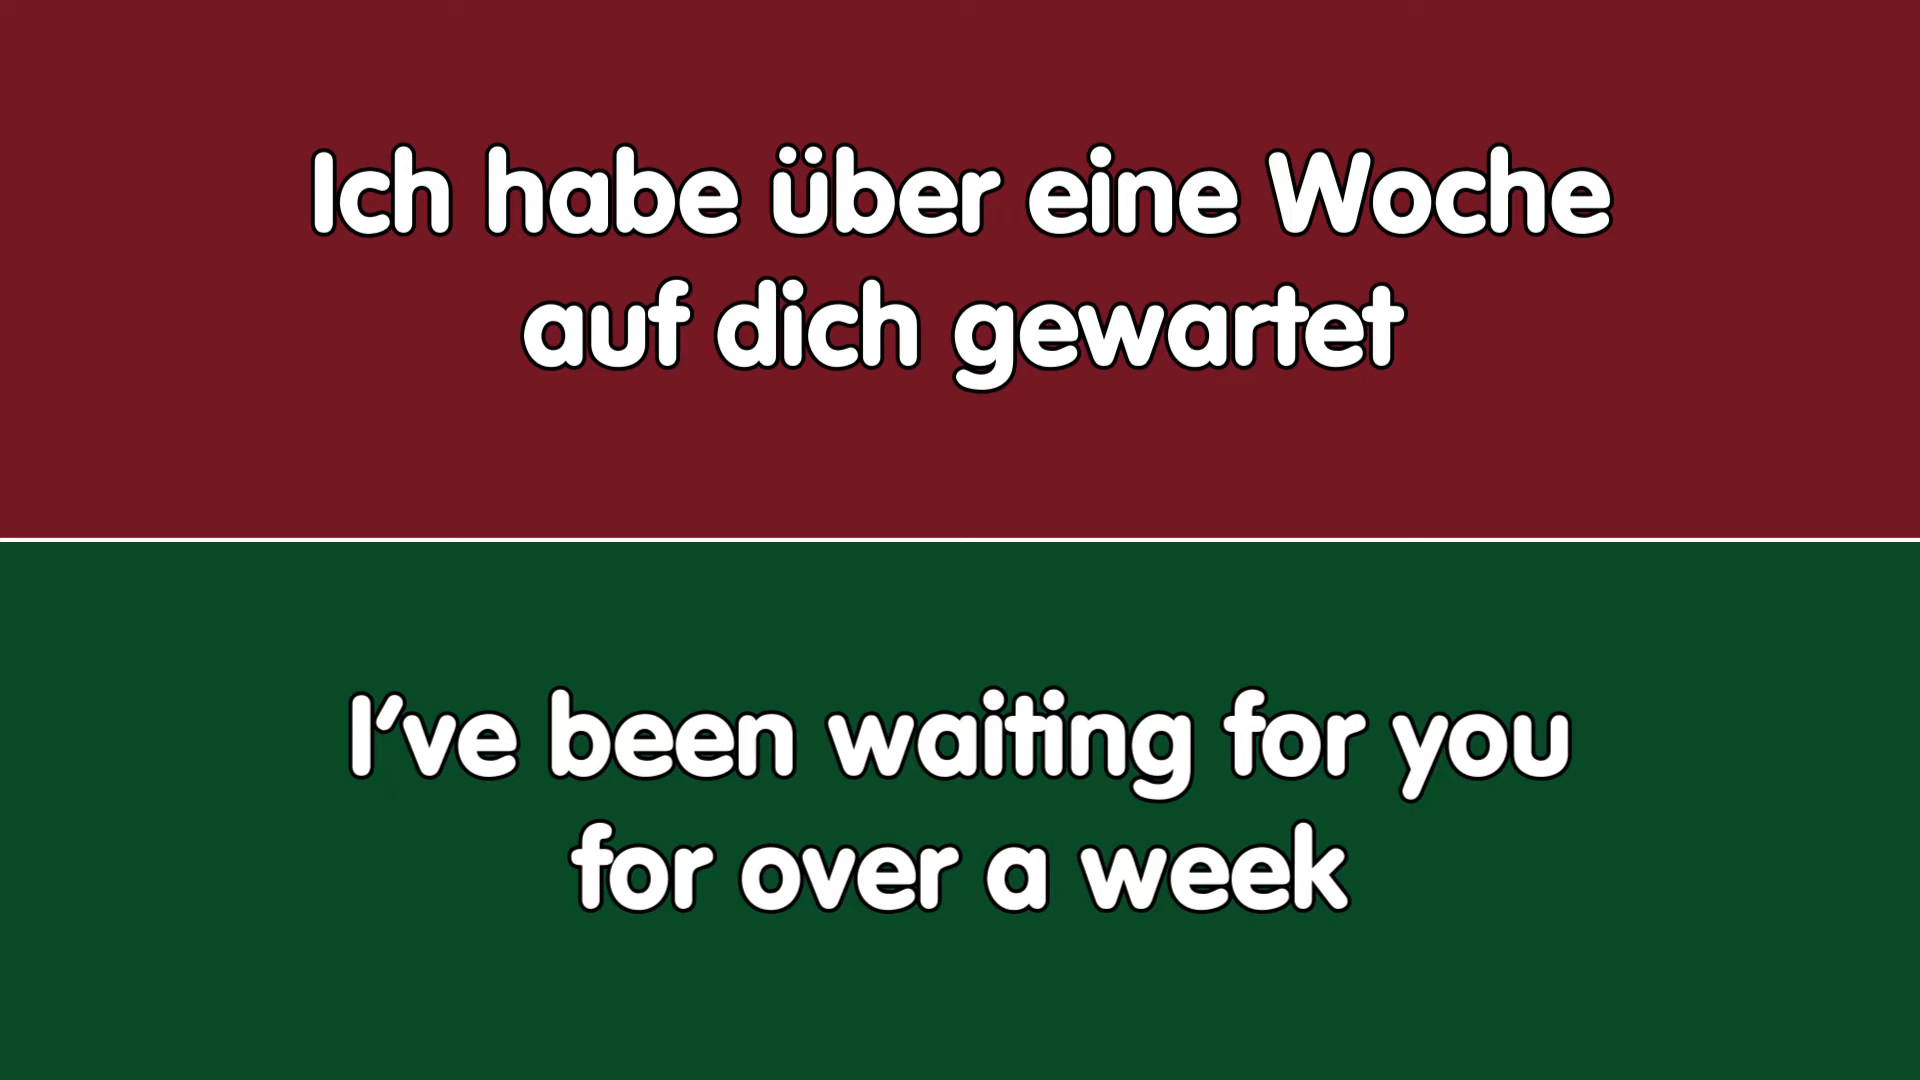 Ich habe über eine Woche
auf dich gewartet
I've been waiting for you
for over a week